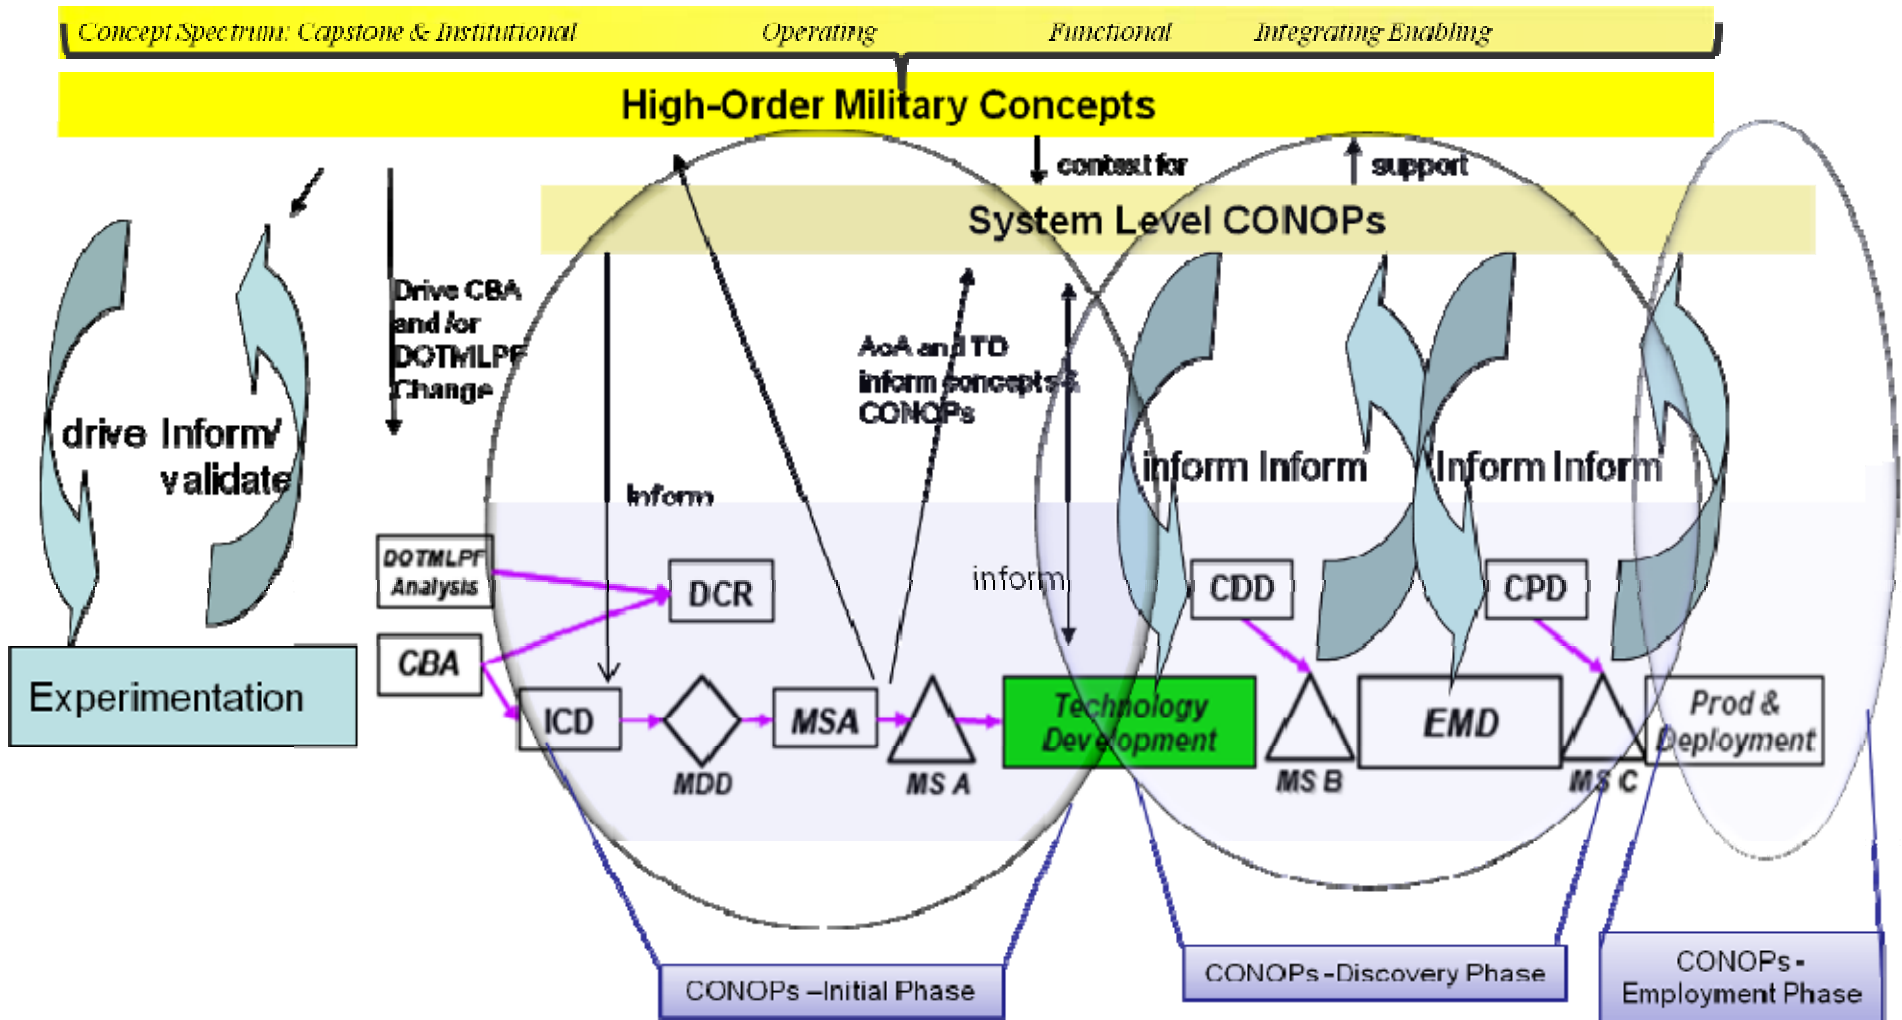 Concept Spectrum: Capstone & Institutional Operating Functional Integrating Enabling
High-Order Military Concepts
context for
support
System Level CONOPs
Drive CBA
and /or
DOTMLPF
Change
AoA and TD
inform concepts &
CONOPs
drive Inform/
validate
inform Inform
Inform Inform
Inform
inform
DOTMLPF
Analysis
DCR
CDD
CPD
CBA
Experimentation
ICD
MDD
MSA
MS A
Technology
Development
MS B
EMD
MS C
Prod &
Deployment
CONOPs –Initial Phase
CONOPs -Discovery Phase
CONOPs -
Employment Phase